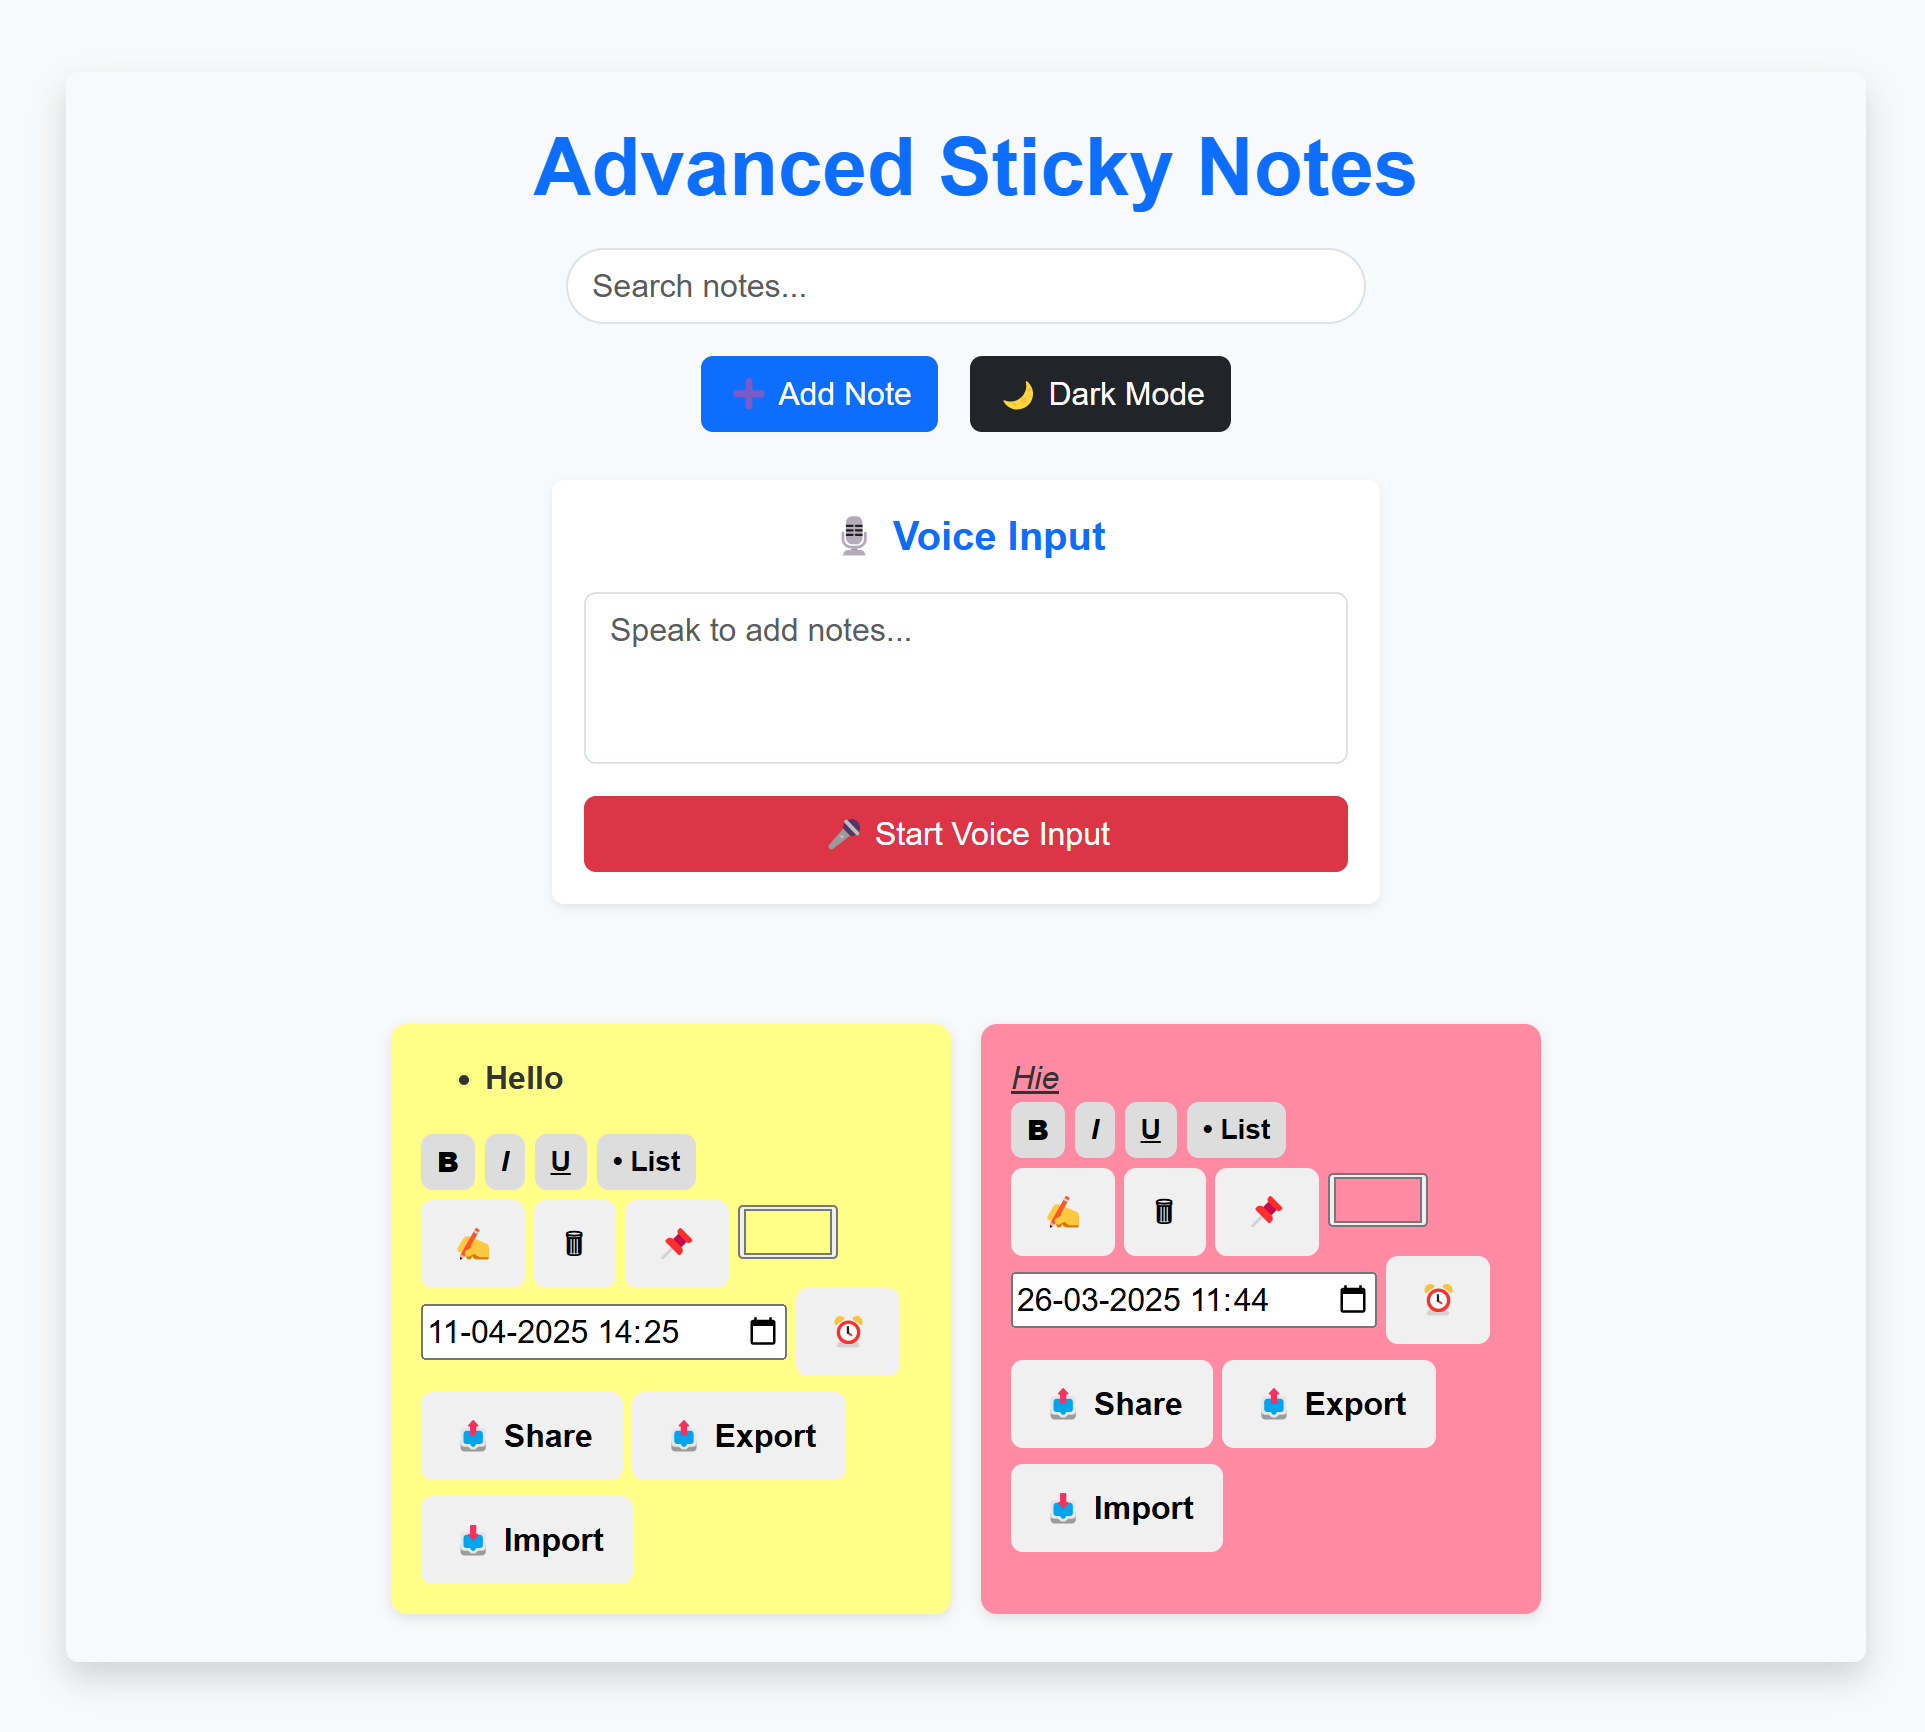 Advanced Sticky Notes
Search notes...
➕ Add Note 🌙 Dark Mode
🎙️ Voice Input
Speak to add notes...
🎤 Start Voice Input
• Hello
B I U • List
11-04-2025 14:25
📤 Share 📤 Export
📥 Import
Hie
B I U • List
26-03-2025 11:44
📤 Share 📤 Export
📥 Import